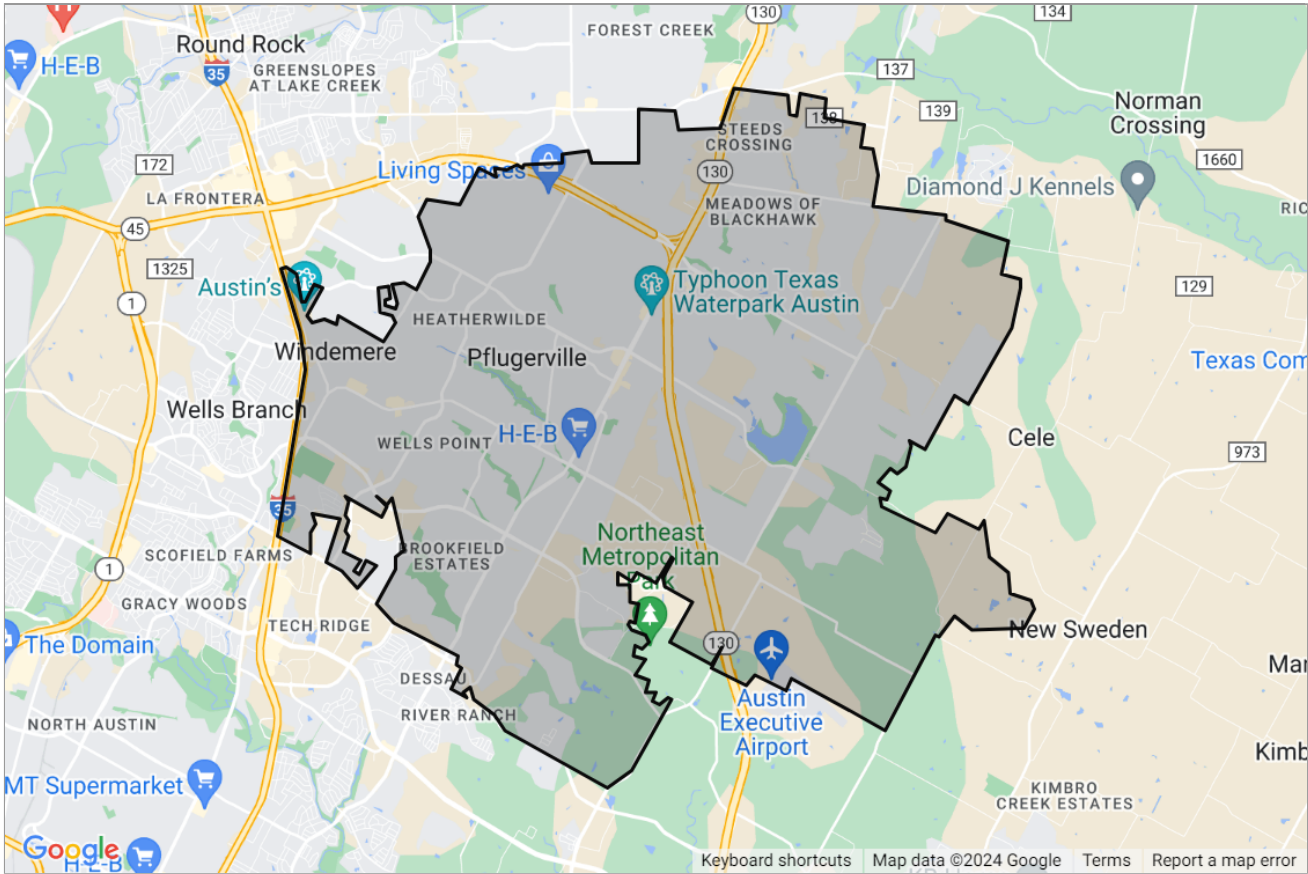 130
134
FOREST CREEK
Round Rock
H-E-B
35
GREENSLOPES
AT LAKE CREEK
137
139
Norman
Crossing
138
STEEDS
CROSSING
172
Living Spaces
130
1660
Diamond J Kennels
LA FRONTERA
MEADOWS OF
BLACKHAWK
RIC
45
1325
Austin's
Typhoon Texas
Waterpark Austin
129
1
HEATHERWILDE
Windemere
Pflugerville
Texas Com
Wells Branch
WELLS POINT
H-E-B
Cele
973
35
Northeast
Metropolitan
Park
SCOFIELD FARMS
BROOKFIELD
ESTATES
1
GRACY WOODS
TECH RIDGE
The Domain
130
New Sweden
Mar
DESSAU
RIVER RANCH
NORTH AUSTIN
Austin
Executive
Airport
Kimb
MT Supermarket
KIMBRO
CREEK ESTATES
Google
H-E-B
Keyboard shortcuts
Map data ©2024 Google
Terms
Report a map error